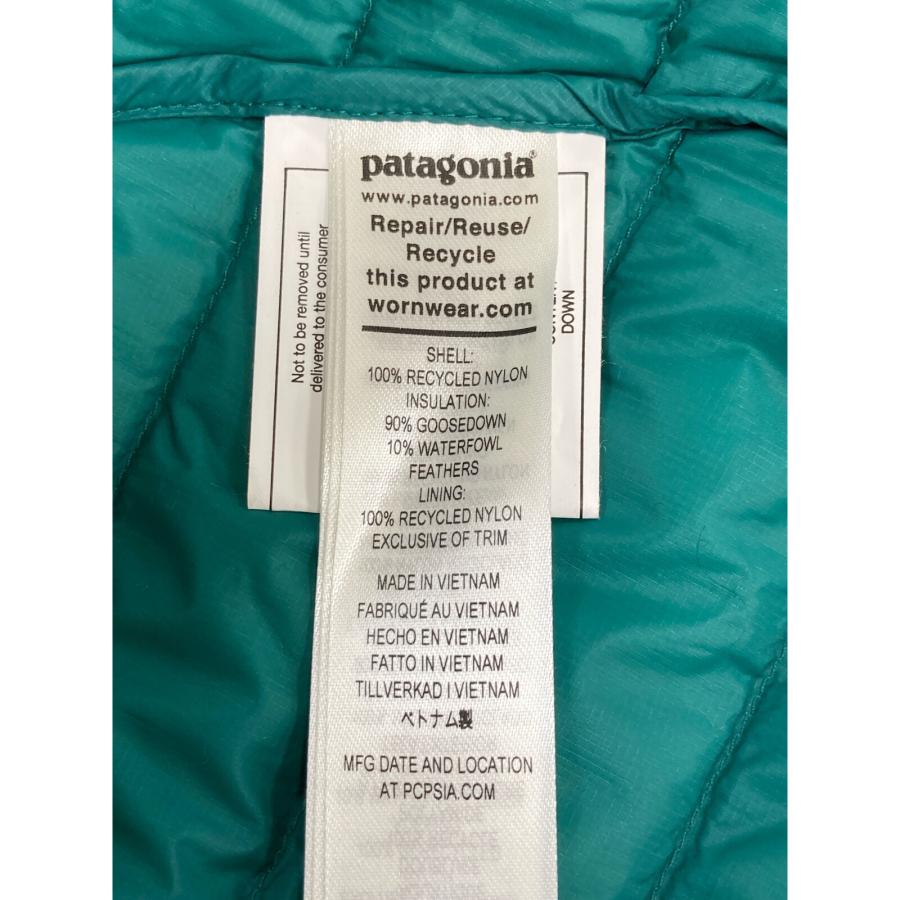 patagonia®
www.patagonia.com
Repair/Reuse/
Recycle
this product at
wornwear.com
SHELL:
100% RECYCLED NYLON
INSULATION:
90% GOOSEDOWN
10% WATERFOWL
FEATHERS
LINING:
100% RECYCLED NYLON
EXCLUSIVE OF TRIM
MADE IN VIETNAM
FABRIQUÉ AU VIETNAM
HECHO EN VIETNAM
FATTO IN VIETNAM
TILLVERKAD I VIETNAM
ベトナム製
MFG DATE AND LOCATION
AT PCPSIA.COM
Not to be removed until
delivered to the consumer
DOWN